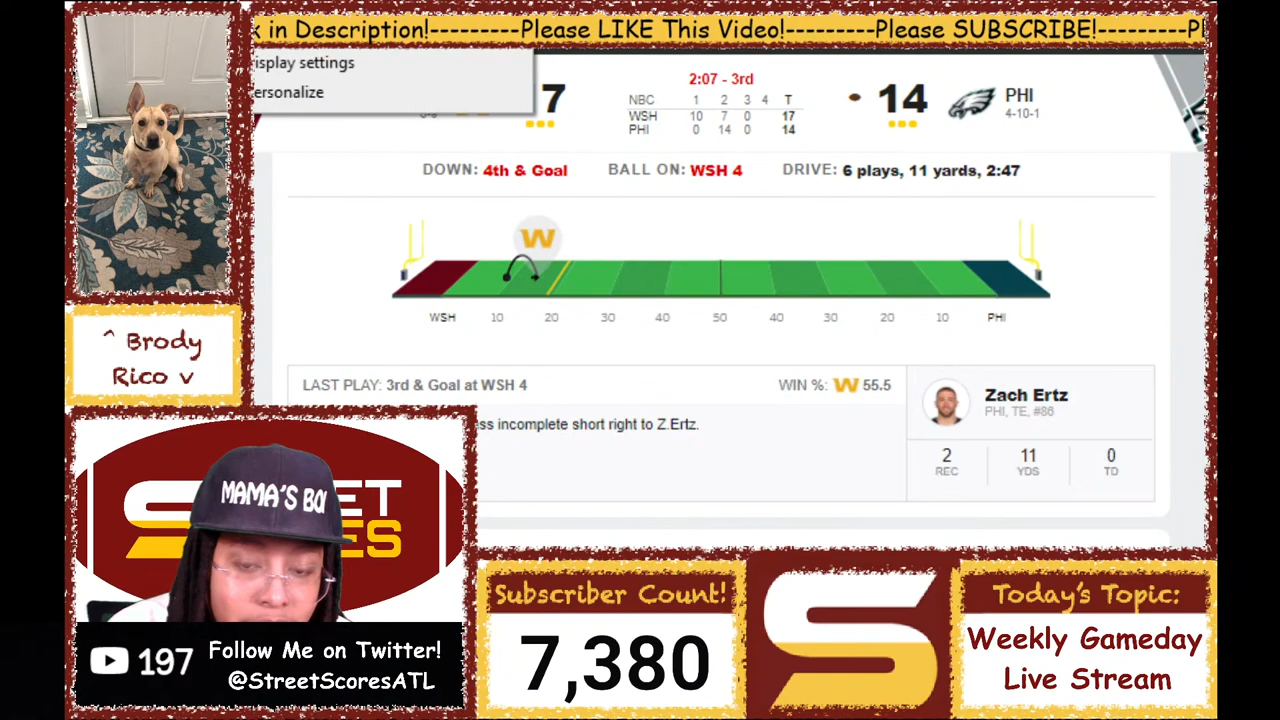 k in Description!---------Please LIKE This Video!---------Please SUBSCRIBE!---------P
isplay settings
ersonalize
7
2:07 - 3rd
NBC 1 2 3 4 T
WSH 10 7 0 17
PHI 0 14 0 14
14
PHI
4-10-1
DOWN: 4th & Goal
BALL ON: WSH 4
DRIVE: 6 plays, 11 yards, 2:47
W
WSH 10 20 30 40 50 40 30 20 10 PHI
LAST PLAY: 3rd & Goal at WSH 4
WIN %: W 55.5
ss incomplete short right to Z.Ertz.
Zach Ertz
PHI, TE, #86
2 11 0
REC YDS TD
^ Brody
Rico v
MAMA'S BO
ET
ES
197
Follow Me on Twitter!
@StreetScoresATL
Subscriber Count!
7,380
S
Today's Topic:
Weekly Gameday
Live Stream